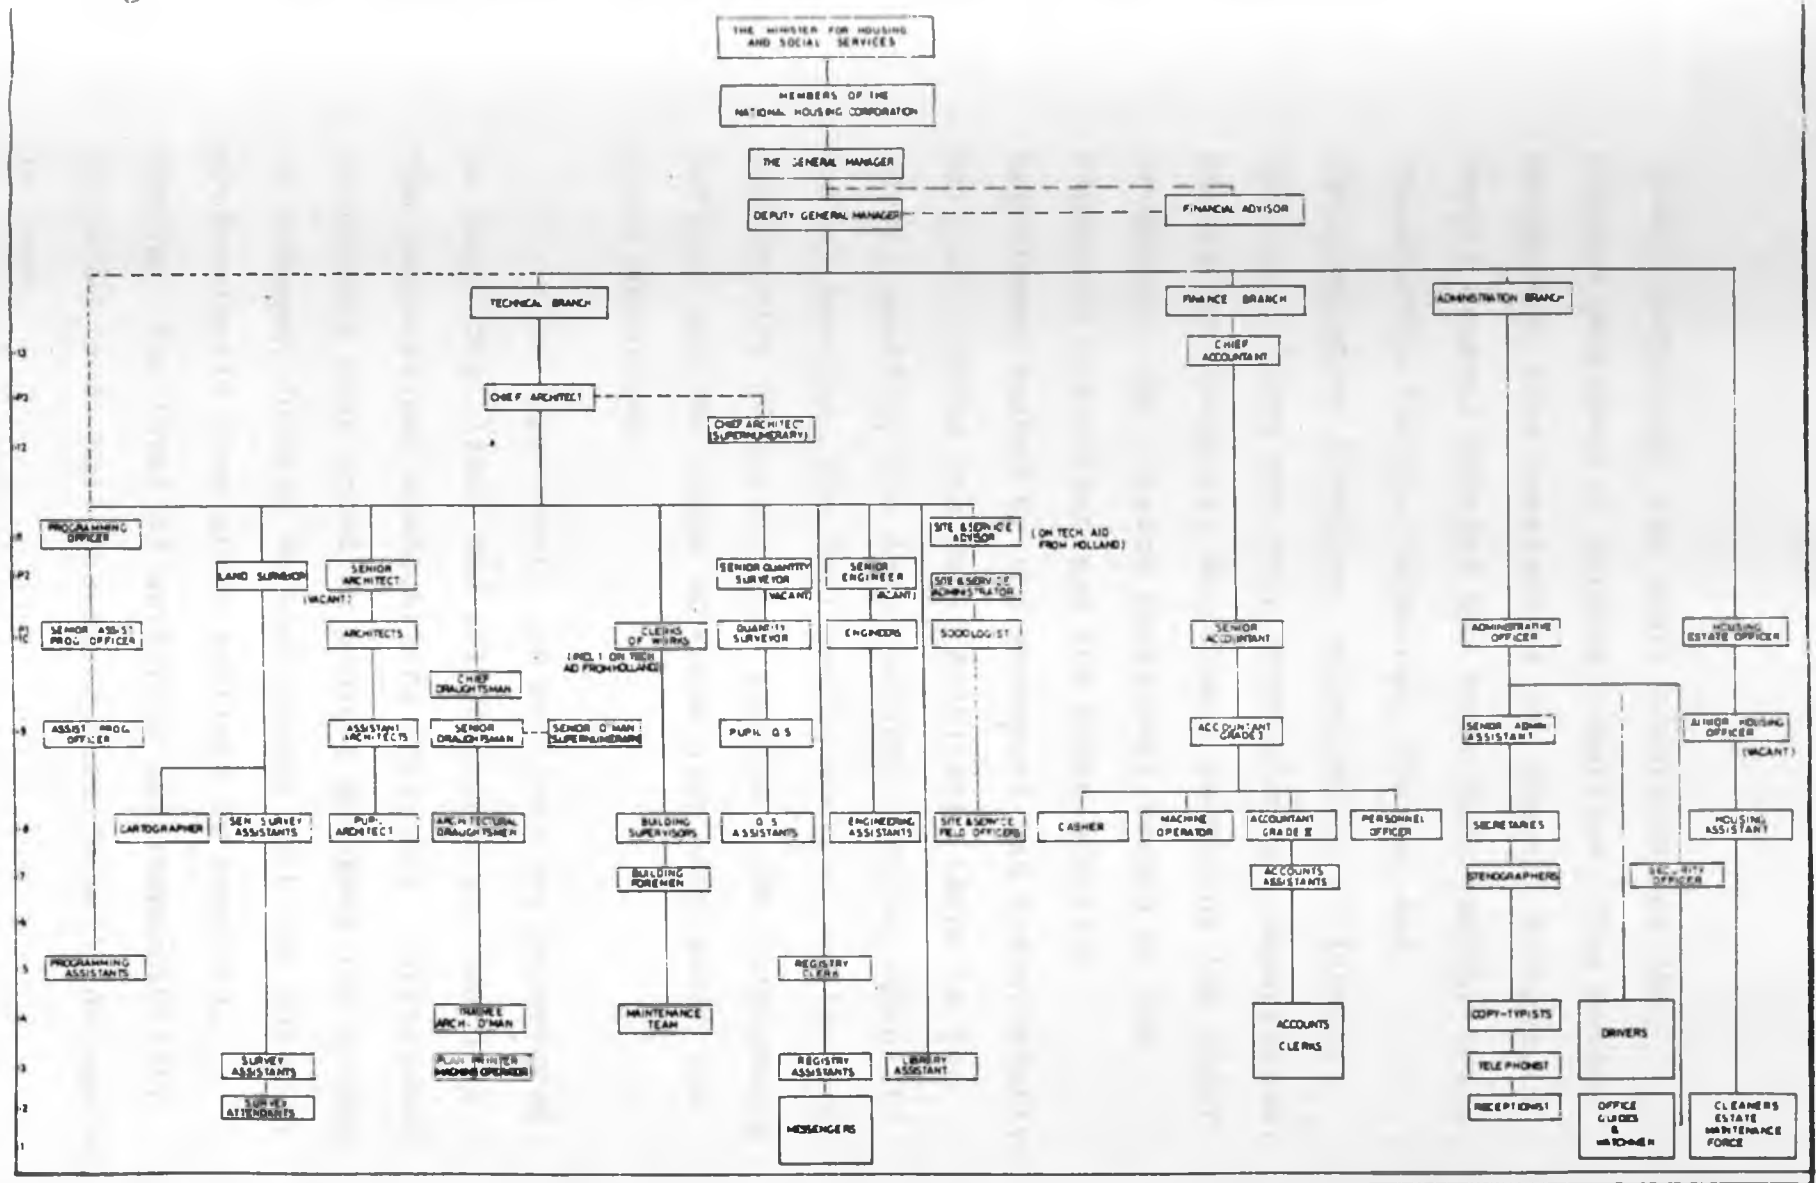 THE MINISTER FOR HOUSING
AND SOCIAL SERVICES
MEMBERS OF THE
NATIONAL HOUSING CORPORATION
THE GENERAL MANAGER
DEPUTY GENERAL MANAGER
FINANCIAL ADVISOR
TECHNICAL BRANCH
FINANCE BRANCH
ADMINISTRATION BRANCH
CHIEF
ACCOUNTANT
CHIEF ARCHITECT
CHIEF ARCHITECT
(SUPERNUMERARY)
PROGRAMMING
OFFICER
LAND SURVEYOR
(VACANT)
SENIOR
ARCHITECT
SENIOR QUANTITY
SURVEYOR
(VACANT)
SENIOR
ENGINEER
(VACANT)
SITE & SERVICE
ADVISOR
(ON TECH. AID
FROM HOLLAND)
SITE & SERVICE
ADMINISTRATOR
SENIOR ASSIST
PROG. OFFICER
ARCHITECTS
CLERKS
OF WORKS
(INCL 1 ON TECH
AID FROM HOLLAND)
QUANTITY
SURVEYOR
ENGINEERS
SOCIOLOGIST
SENIOR
ACCOUNTANT
ADMINISTRATIVE
OFFICER
HOUSING
ESTATE OFFICER
CHIEF
DRAUGHTSMAN
ASSIST PROG.
OFFICER
ASSISTANT
ARCHITECTS
SENIOR
DRAUGHTSMAN
SENIOR D'MAN
(SUPERNUMERARY)
PUPIL Q.S
ACCOUNTANT
GRADE I
SENIOR ADMIN
ASSISTANT
JUNIOR HOUSING
OFFICER
(VACANT)
CARTOGRAPHER
SEN. SURVEY
ASSISTANTS
PUPIL
ARCHITECT
ARCHITECTURAL
DRAUGHTSMEN
BUILDING
SUPERVISORS
Q S
ASSISTANTS
ENGINEERING
ASSISTANTS
SITE & SERVICE
FIELD OFFICERS
CASHIER
MACHINE
OPERATOR
ACCOUNTANT
GRADE II
PERSONNEL
OFFICER
SECRETARIES
HOUSING
ASSISTANT
BUILDING
FOREMEN
ACCOUNTS
ASSISTANTS
STENOGRAPHERS
SECURITY
OFFICER
PROGRAMMING
ASSISTANTS
REGISTRY
CLERK
TRAINEE
ARCH. D'MAN
MAINTENANCE
TEAM
ACCOUNTS
CLERKS
COPY-TYPISTS
DRIVERS
SURVEY
ASSISTANTS
PLAN PRINTER
MACHINE OPERATOR
REGISTRY
ASSISTANTS
LIBRARY
ASSISTANT
TELEPHONIST
SURVEY
ATTENDANTS
MESSENGERS
RECEPTIONIST
OFFICE
GUIDES
&
WATCHMEN
CLEANERS
ESTATE
MAINTENANCE
FORCE